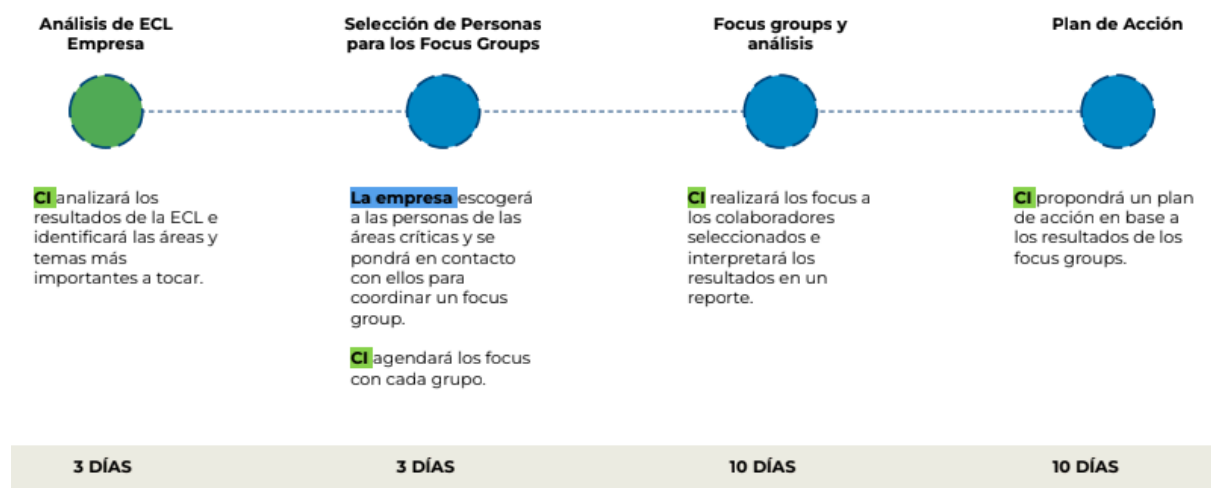 Análisis de ECL
Empresa
Selección de Personas
para los Focus Groups
Focus groups y
análisis
Plan de Acción
CI analizará los
resultados de la ECL e
identificará las áreas y
temas más
importantes a tocar.
La empresa escogerá
a las personas de las
áreas críticas y se
pondrá en contacto
con ellos para
coordinar un focus
group.
CI agendará los focus
con cada grupo.
CI realizará los focus a
los colaboradores
seleccionados e
interpretará los
resultados en un
reporte.
CI propondrá un plan
de acción en base a
los resultados de los
focus groups.
3 DÍAS
3 DÍAS
10 DÍAS
10 DÍAS